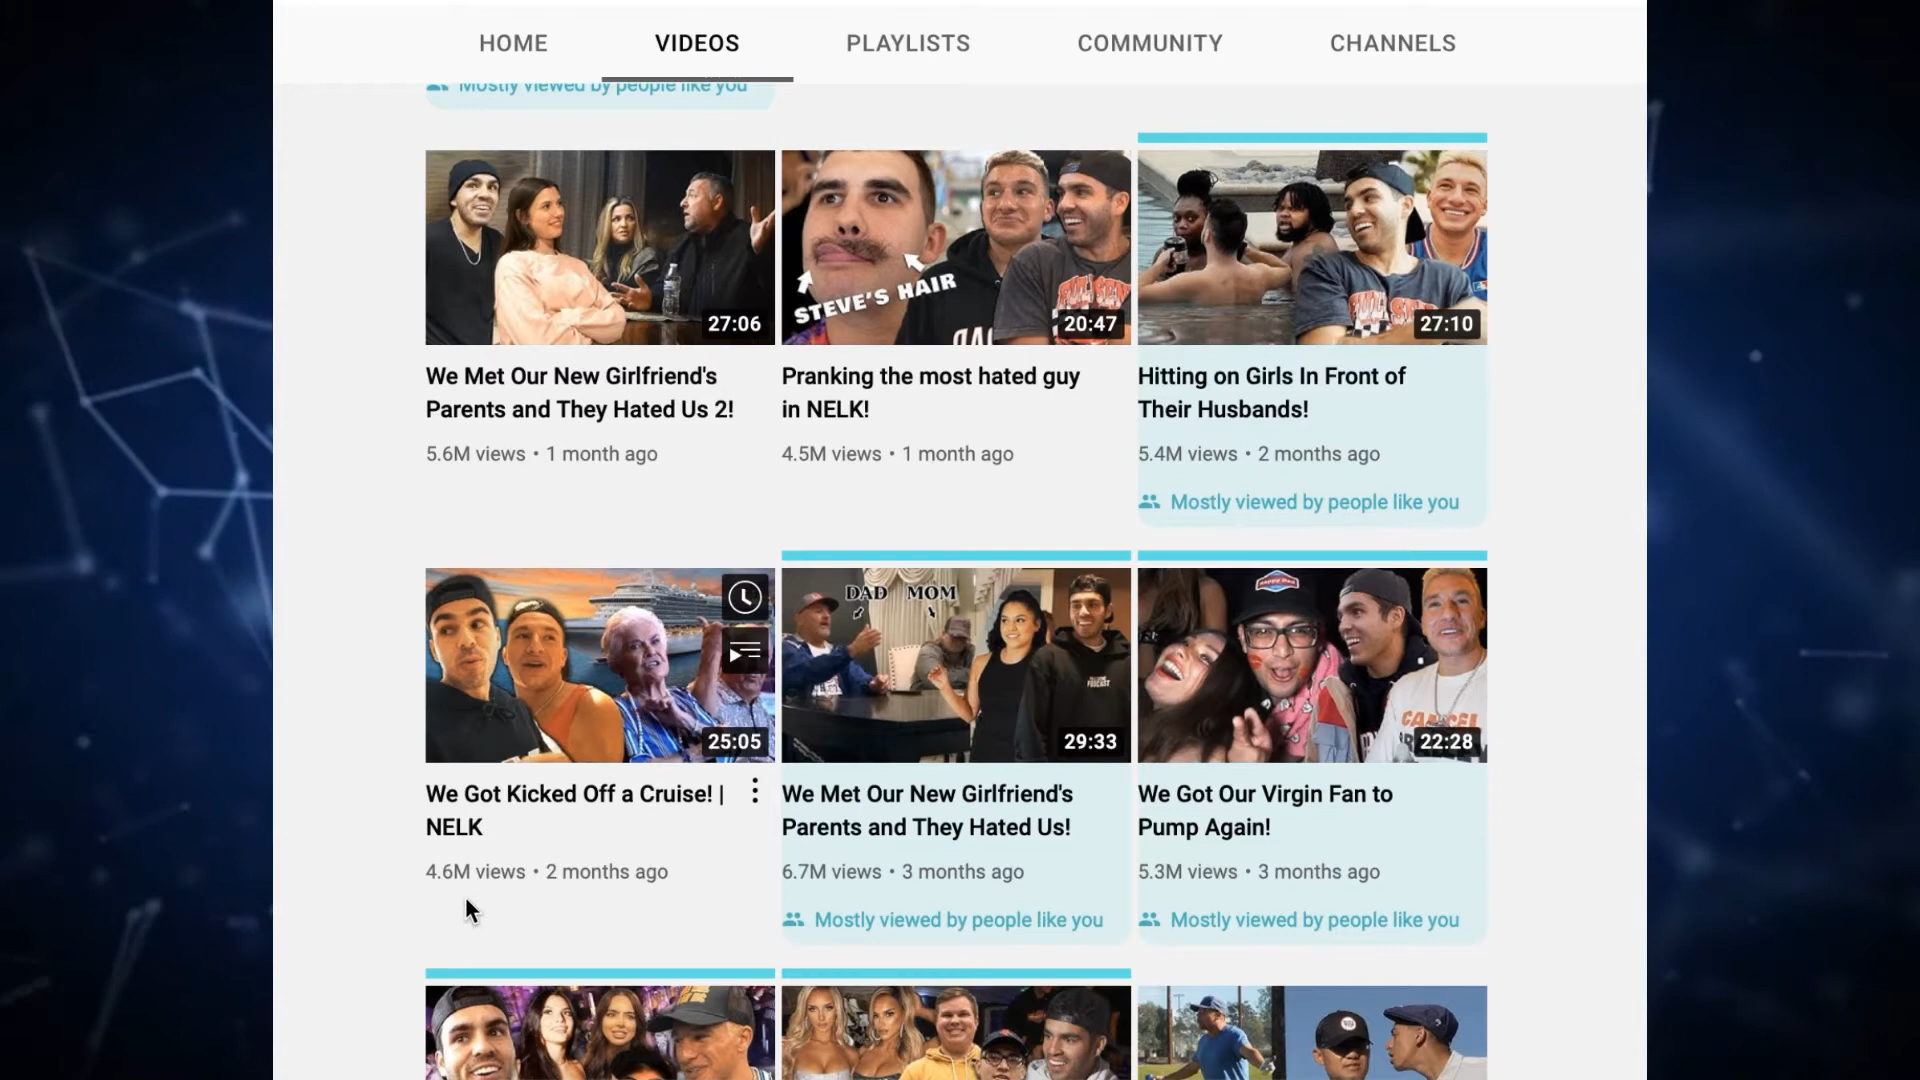 HOME VIDEOS PLAYLISTS COMMUNITY CHANNELS
Mostly viewed by people like you
STEVE'S HAIR
27:06
20:47
27:10
We Met Our New Girlfriend's
Parents and They Hated Us 2!
5.6M views • 1 month ago
Pranking the most hated guy
in NELK!
4.5M views • 1 month ago
Hitting on Girls In Front of
Their Husbands!
5.4M views • 2 months ago
Mostly viewed by people like you
DAD MOM
25:05
29:33
22:28
We Got Kicked Off a Cruise! |
NELK
4.6M views • 2 months ago
We Met Our New Girlfriend's
Parents and They Hated Us!
6.7M views • 3 months ago
Mostly viewed by people like you
We Got Our Virgin Fan to
Pump Again!
5.3M views • 3 months ago
Mostly viewed by people like you